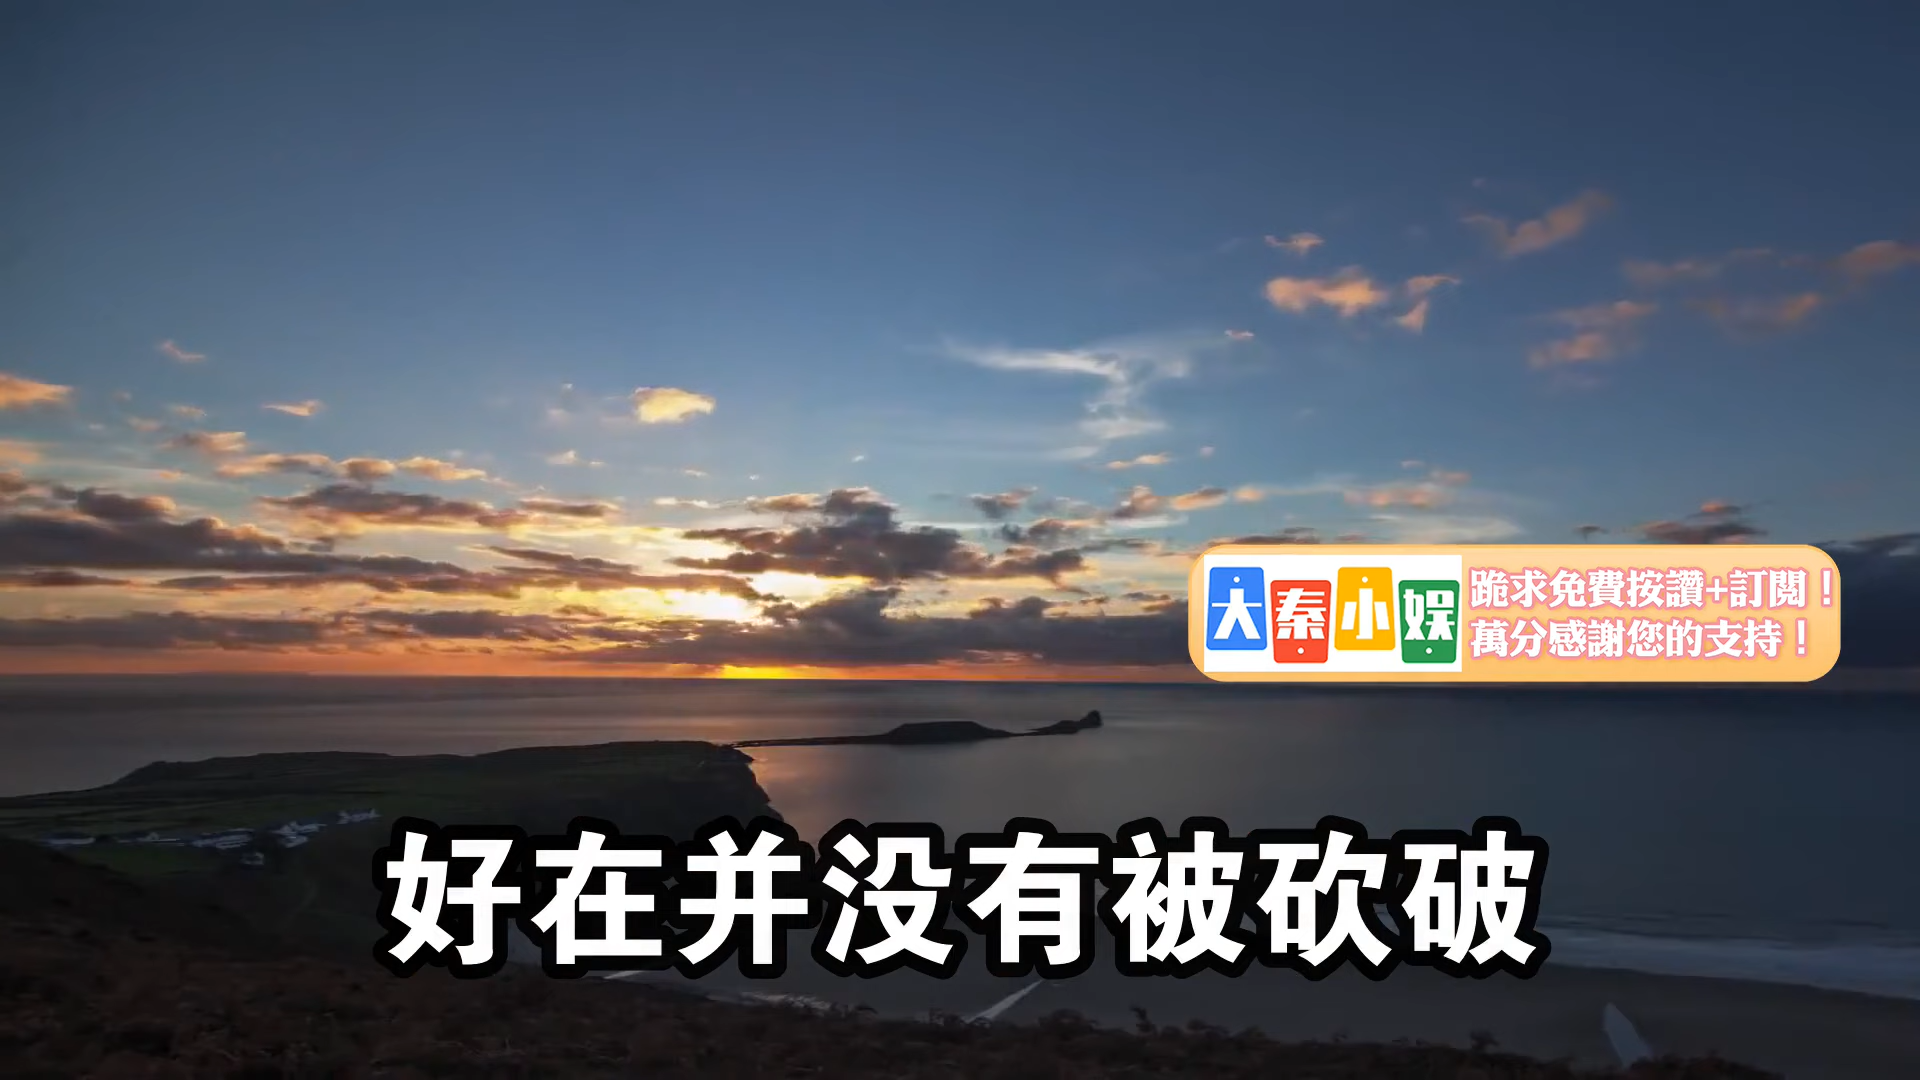 大秦小娱
跪求免費按讚+訂閱！
萬分感謝您的支持！
好在并没有被砍破